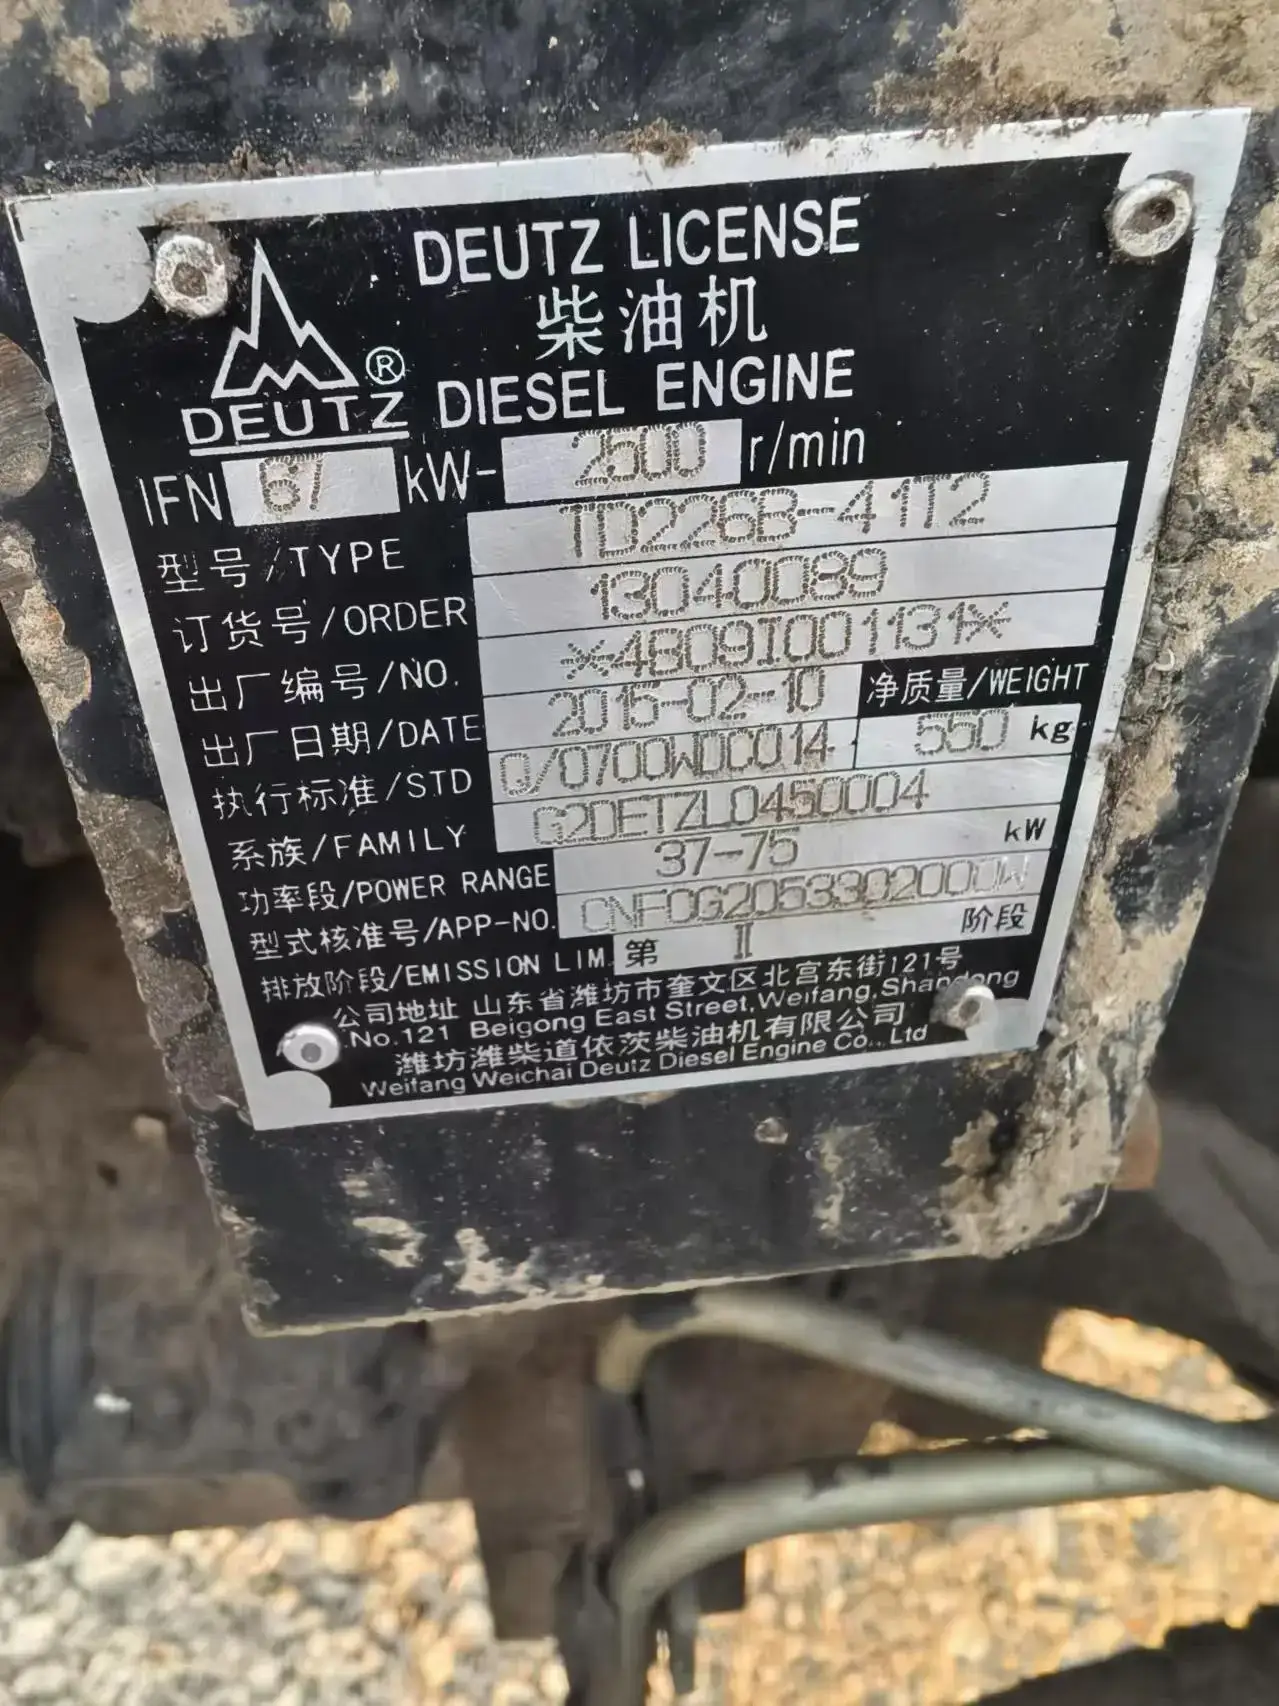 DEUTZ LICENSE
柴油机
® DEUTZ DIESEL ENGINE
IFN 67 kW- 2500 r/min
型号/TYPE TD226B-4IIT2
订货号/ORDER 13040089
出厂编号/NO. *4B09I001131*
出厂日期/DATE 2015-02-10 净质量/WEIGHT
执行标准/STD Q/0700WDC014 550 kg
系族/FAMILY G2DETZL0450004
功率段/POWER RANGE 37-75 kW
型式核准号/APP-NO. CNFOG20533020000W
排放阶段/EMISSION LIM. 第 II 阶段
公司地址 山东省潍坊市奎文区北宫东街121号
No.121 Beigong East Street,Weifang,Shandong
潍坊潍柴道依茨柴油机有限公司
Weifang Weichai Deutz Diesel Engine Co., Ltd